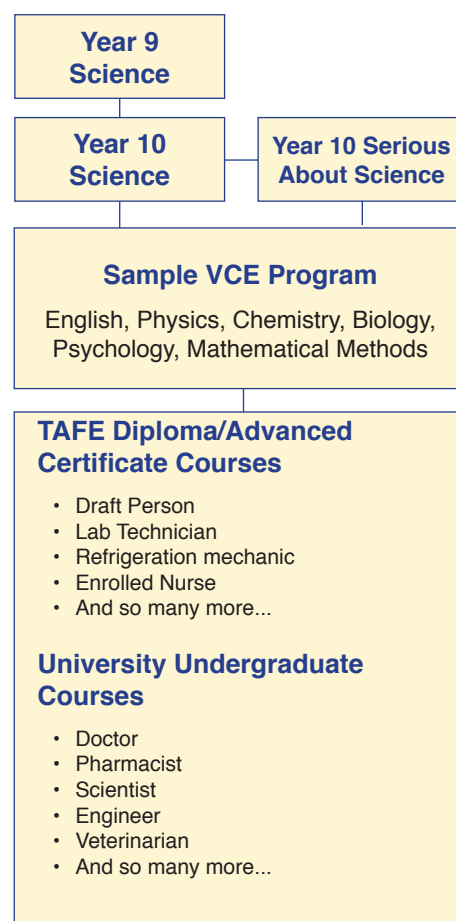 Year 9
Science
Year 10
Science
Year 10 Serious
About Science
Sample VCE Program
English, Physics, Chemistry, Biology,
Psychology, Mathematical Methods
TAFE Diploma/Advanced
Certificate Courses
• Draft Person
• Lab Technician
• Refrigeration mechanic
• Enrolled Nurse
• And so many more...
University Undergraduate
Courses
• Doctor
• Pharmacist
• Scientist
• Engineer
• Veterinarian
• And so many more...